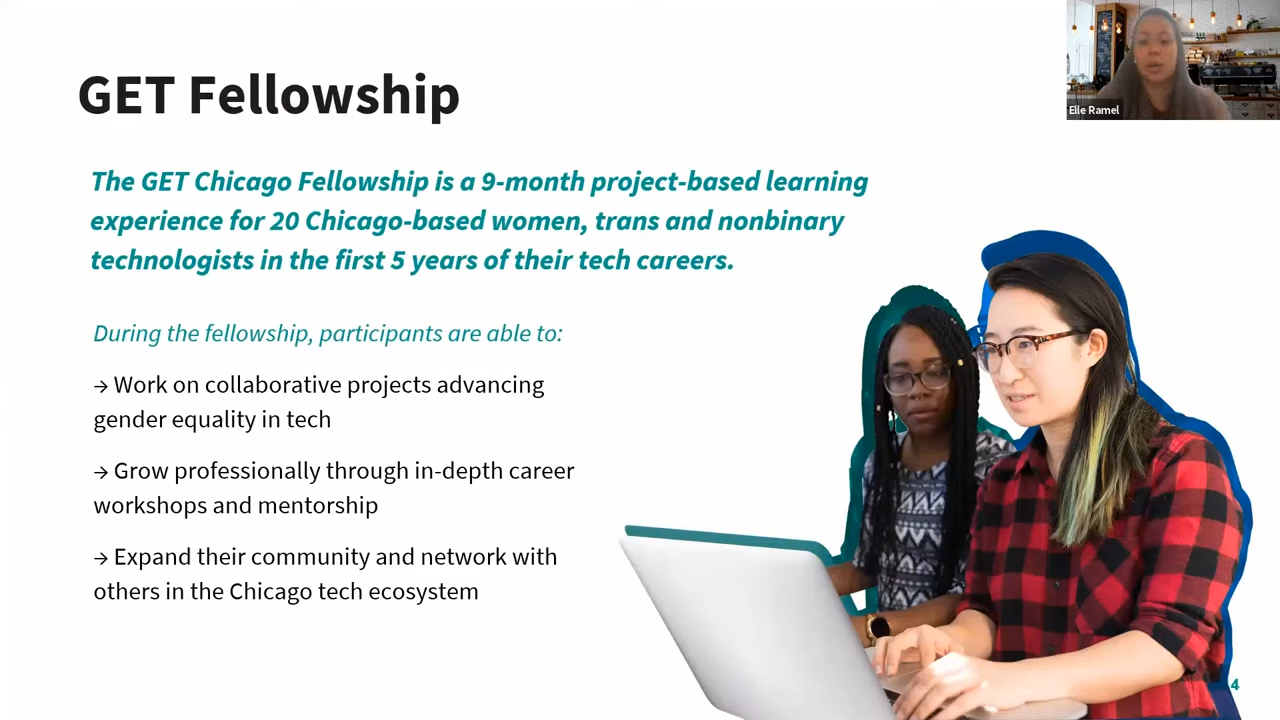 GET Fellowship
Elle Ramel
The GET Chicago Fellowship is a 9-month project-based learning
experience for 20 Chicago-based women, trans and nonbinary
technologists in the first 5 years of their tech careers.
During the fellowship, participants are able to:
→ Work on collaborative projects advancing
gender equality in tech
→ Grow professionally through in-depth career
workshops and mentorship
→ Expand their community and network with
others in the Chicago tech ecosystem
4